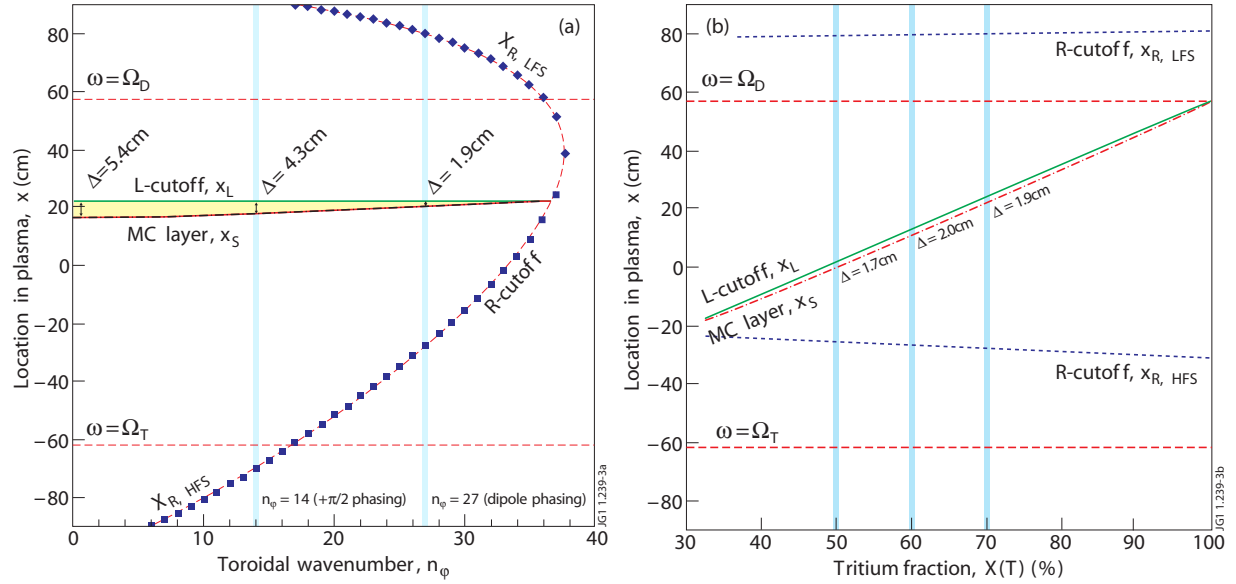 (a)
80
60
40
20
0
−20
−40
−60
−80
Location in plasma, x (cm)
X R, LFS
ω = Ω_D
Δ=5.4cm
Δ = 4.3cm
Δ = 1.9cm
L-cutoff, x_L
MC layer, x_S
R-cutoff
ω = Ω_T
X R, HFS
n_φ = 14 (+π/2 phasing)
n_φ = 27 (dipole phasing)
JG1 1.239-3a
0
10
20
30
40
Toroidal wavenumber, n_φ
(b)
80
60
40
20
0
−20
−40
−60
−80
Location in plasma, x (cm)
R-cutoff, x_R, LFS
ω = Ω_D
L-cutoff, x_L
MC layer, x_S
Δ = 1.7cm
Δ = 2.0cm
Δ = 1.9cm
R-cutoff, x_R, HFS
ω = Ω_T
JG1 1.239-3b
30
40
50
60
70
80
90
100
Tritium fraction, X(T) (%)